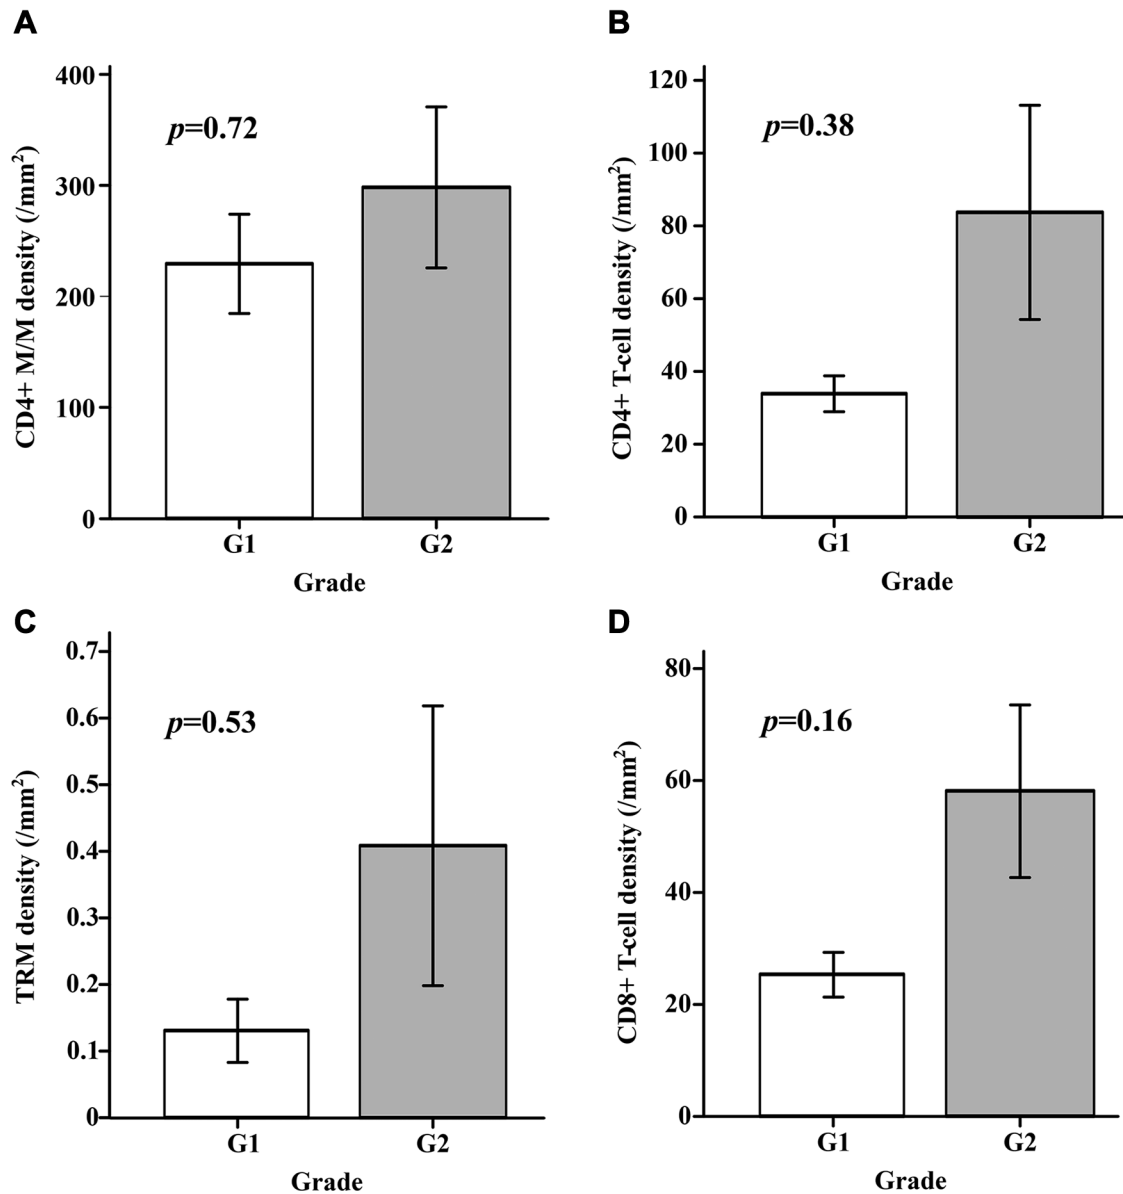 A
CD4+ M/M density (/mm²)
400
300
200
100
0
p=0.72
G1 G2
Grade
B
CD4+ T-cell density (/mm²)
120
100
80
60
40
20
0
p=0.38
G1 G2
Grade
C
TRM density (/mm²)
0.7
0.6
0.5
0.4
0.3
0.2
0.1
0
p=0.53
G1 G2
Grade
D
CD8+ T-cell density (/mm²)
80
60
40
20
0
p=0.16
G1 G2
Grade